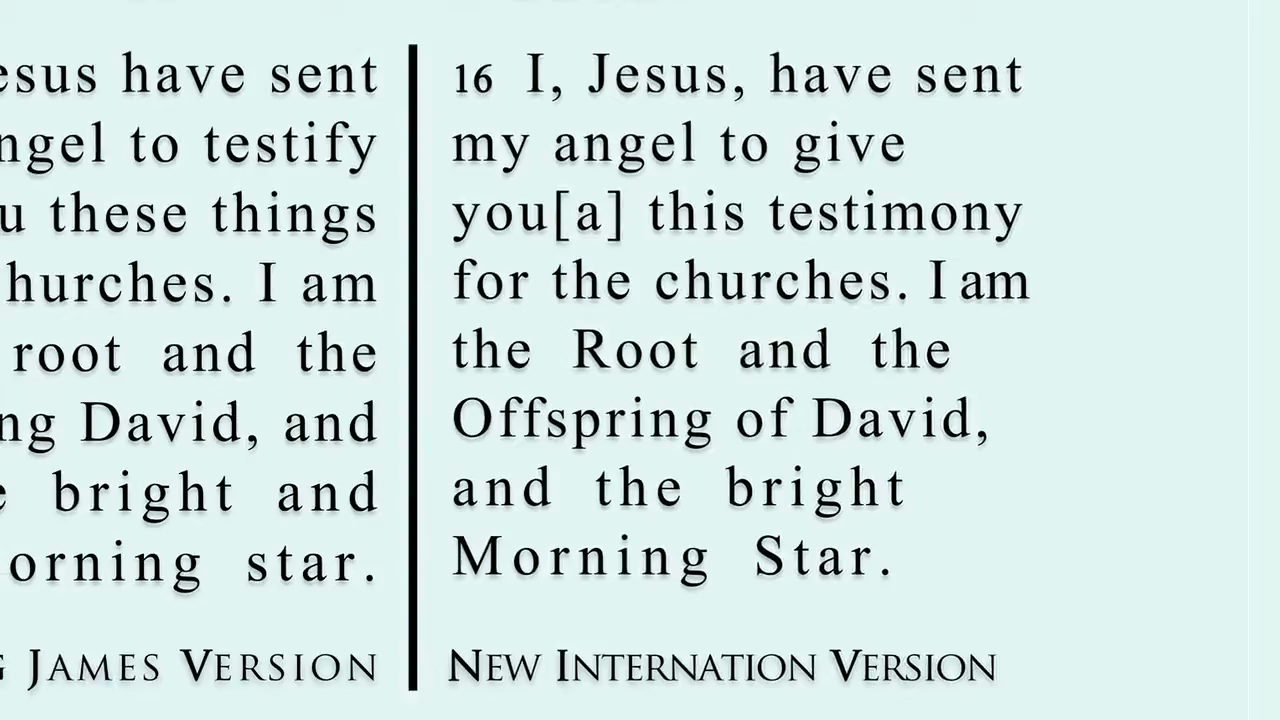 esus have sent
ngel to testify
u these things
hurches. I am
root and the
ng David, and
e bright and
orning star.
G JAMES VERSION
16 I, Jesus, have sent
my angel to give
you[a] this testimony
for the churches. I am
the Root and the
Offspring of David,
and the bright
Morning Star.
NEW INTERNATION VERSION